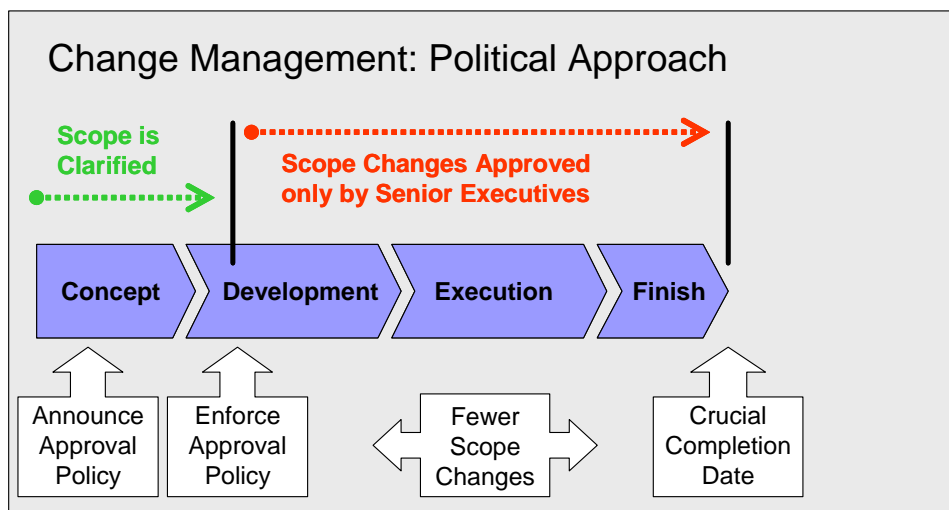 Change Management: Political Approach
Scope is
Clarified
Scope Changes Approved
only by Senior Executives
Concept
Development
Execution
Finish
Announce
Approval
Policy
Enforce
Approval
Policy
Fewer
Scope
Changes
Crucial
Completion
Date